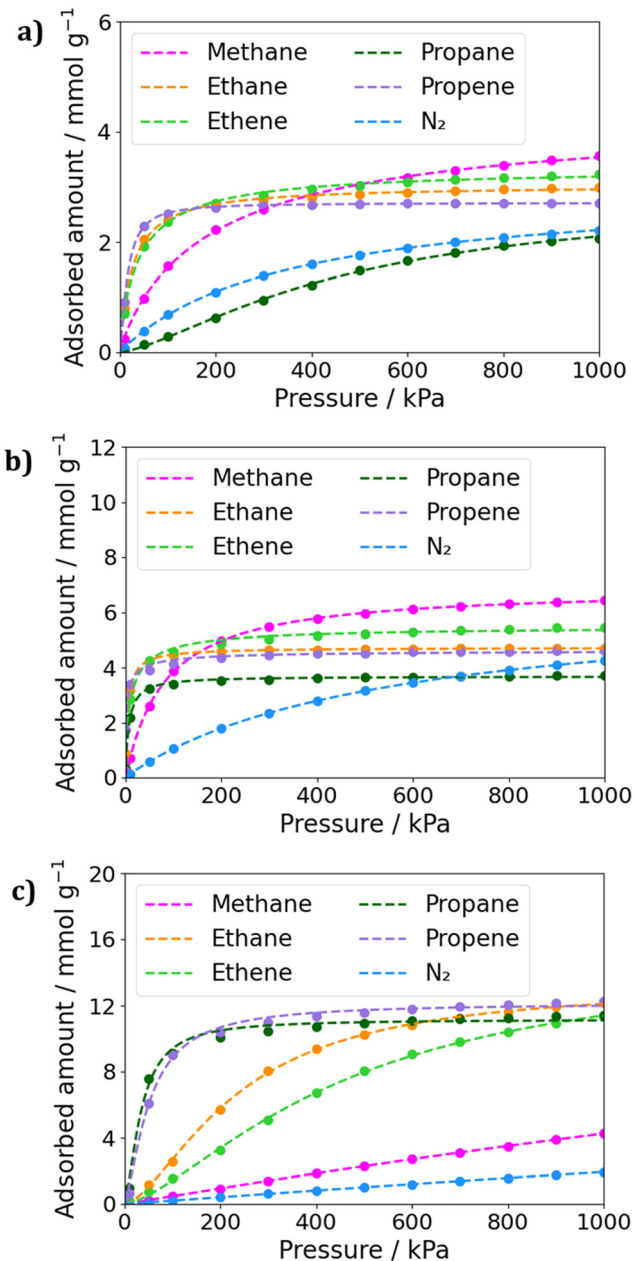 a)
Adsorbed amount / mmol g⁻¹
6
4
2
0
Methane Propane
Ethane Propene
Ethene N₂
0 200 400 600 800 1000
Pressure / kPa
b)
Adsorbed amount / mmol g⁻¹
12
10
8
6
4
2
0
Methane Propane
Ethane Propene
Ethene N₂
0 200 400 600 800 1000
Pressure / kPa
c)
Adsorbed amount / mmol g⁻¹
20
16
12
8
4
0
Methane Propane
Ethane Propene
Ethene N₂
0 200 400 600 800 1000
Pressure / kPa